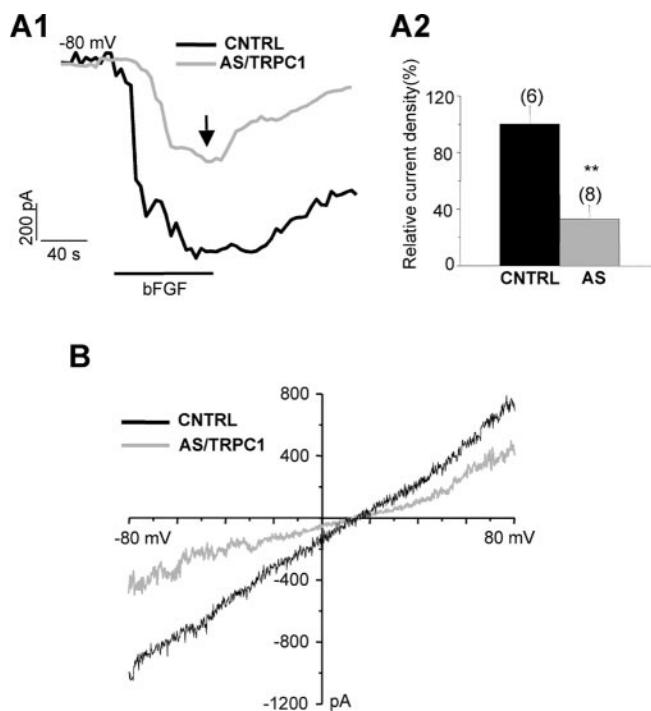 A1
-80 mV
CNTRL
AS/TRPC1
200 pA
40 s
bFGF
A2
Relative current density(%)
120
80
40
0
(6)
**
(8)
CNTRL
AS
B
CNTRL
AS/TRPC1
800
400
-80 mV
80 mV
-400
-800
-1200
pA